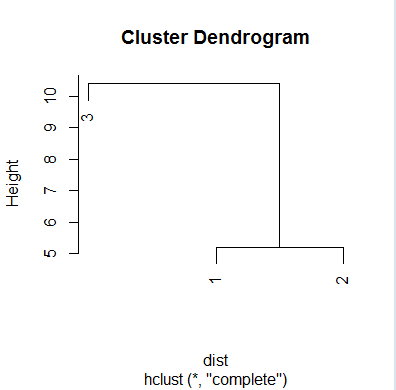 Cluster Dendrogram
Height
10
9
8
7
6
5
3
1
2
dist
hclust (*, "complete")